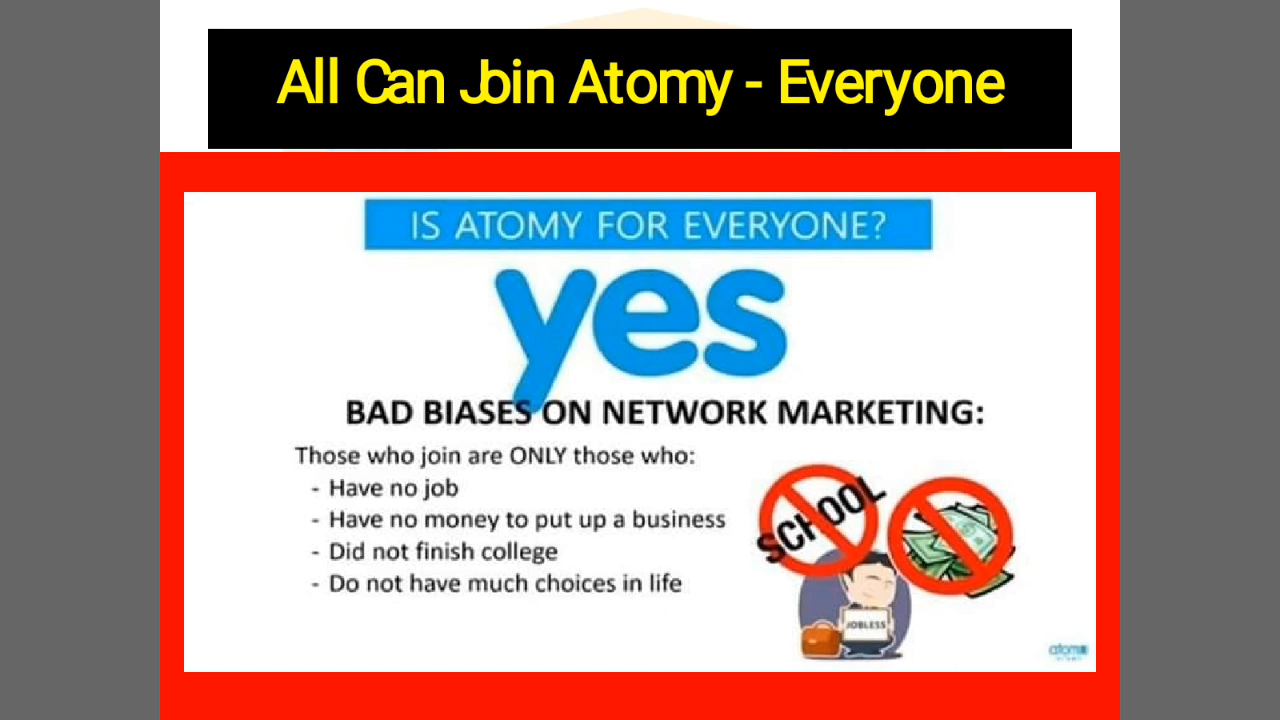 All Can Join Atomy - Everyone
IS ATOMY FOR EVERYONE?
yes
BAD BIASES ON NETWORK MARKETING:
Those who join are ONLY those who:
- Have no job
- Have no money to put up a business
- Did not finish college
- Do not have much choices in life
SCHOOL
JOBLESS
atom